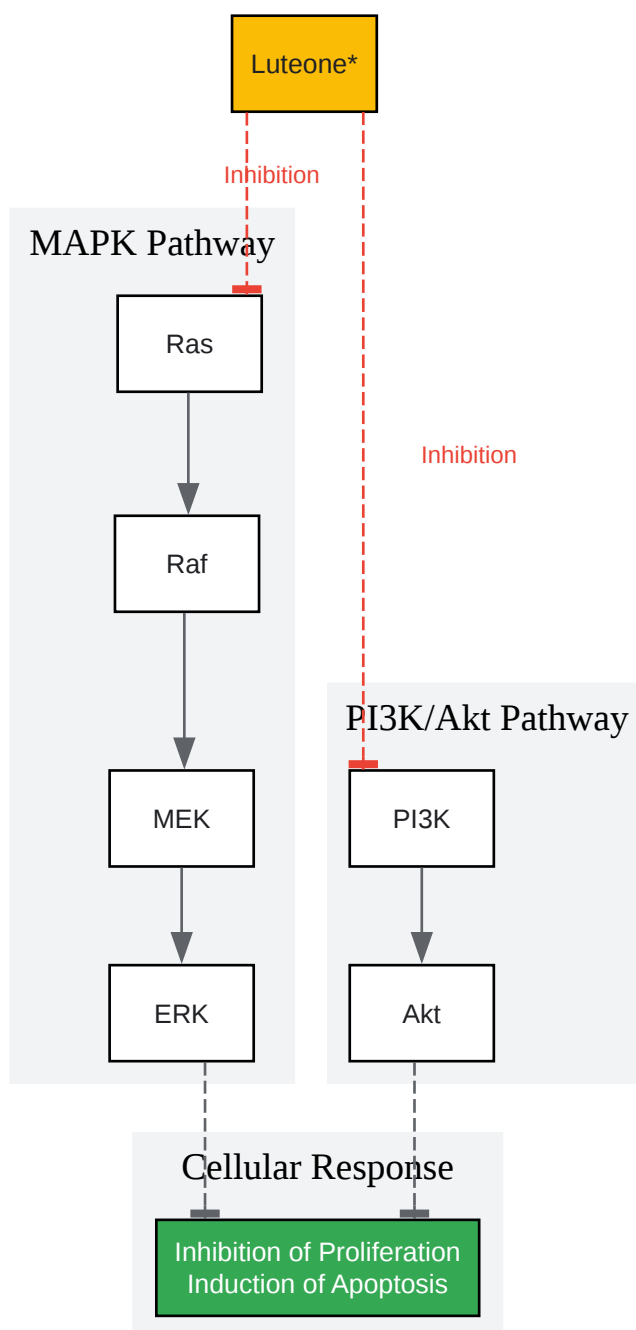 Luteone*
Inhibition
MAPK Pathway
Ras
Inhibition
Raf
PI3K/Akt Pathway
MEK
PI3K
ERK
Akt
Cellular Response
Inhibition of Proliferation
Induction of Apoptosis